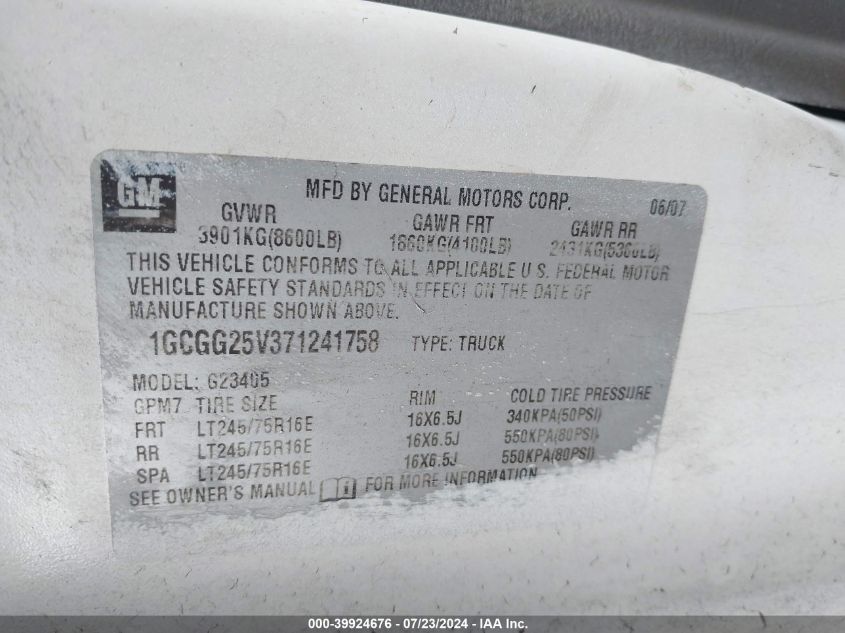 GM
MFD BY GENERAL MOTORS CORP. 06/07
GVWR GAWR FRT GAWR RR
3901KG(8600LB) 1860KG(4100LB) 2431KG(5360LB)
THIS VEHICLE CONFORMS TO ALL APPLICABLE U S. FEDERAL MOTOR
VEHICLE SAFETY STANDARDS IN EFFECT ON THE DATE OF
MANUFACTURE SHOWN ABOVE.
1GCGG25V371241758 TYPE: TRUCK
MODEL: G23405
GPM7 TIRE SIZE RIM COLD TIRE PRESSURE
FRT LT245/75R16E 16X6.5J 340KPA(50PSI)
RR LT245/75R16E 16X6.5J 550KPA(80PSI)
SPA LT245/75R16E 16X6.5J 550KPA(80PSI)
SEE OWNER'S MANUAL FOR MORE INFORMATION
000-39924676 / 07/23/2024 - IAA Inc.